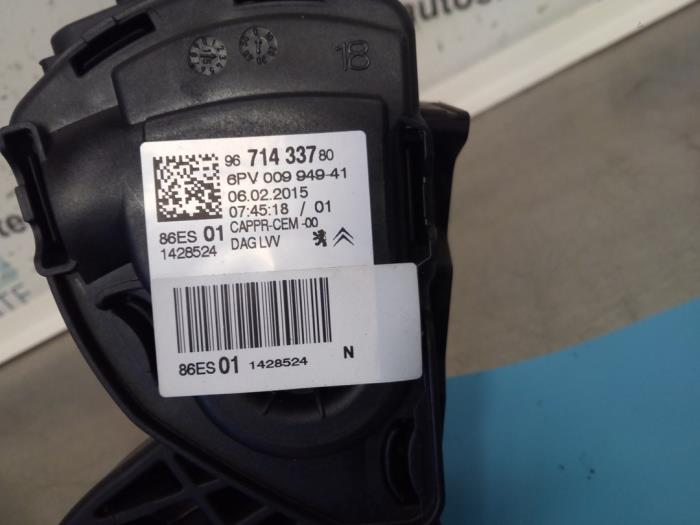 18
96 714 337 80
6PV 009 949-41
06.02.2015
07:45:18 / 01
86ES 01 CAPPR-CEM -00
1428524 DAG LVV
86ES 01 1428524 N